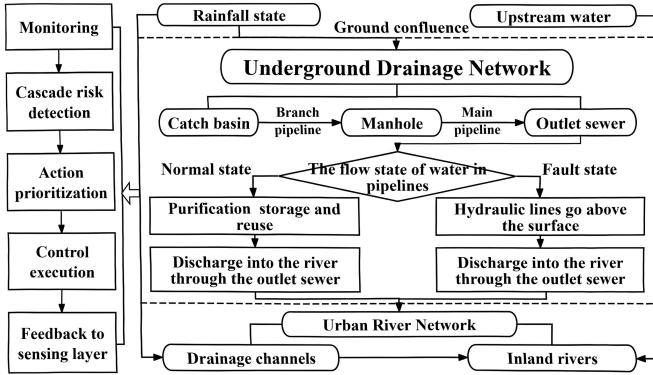 Monitoring
Cascade risk
detection
Action
prioritization
Control
execution
Feedback to
sensing layer
Rainfall state
Upstream water
Ground confluence
Underground Drainage Network
Catch basin
Branch
pipeline
Manhole
Main
pipeline
Outlet sewer
Normal state
The flow state of water in
pipelines
Fault state
Purification storage and
reuse
Hydraulic lines go above
the surface
Discharge into the river
through the outlet sewer
Discharge into the river
through the outlet sewer
Urban River Network
Drainage channels
Inland rivers